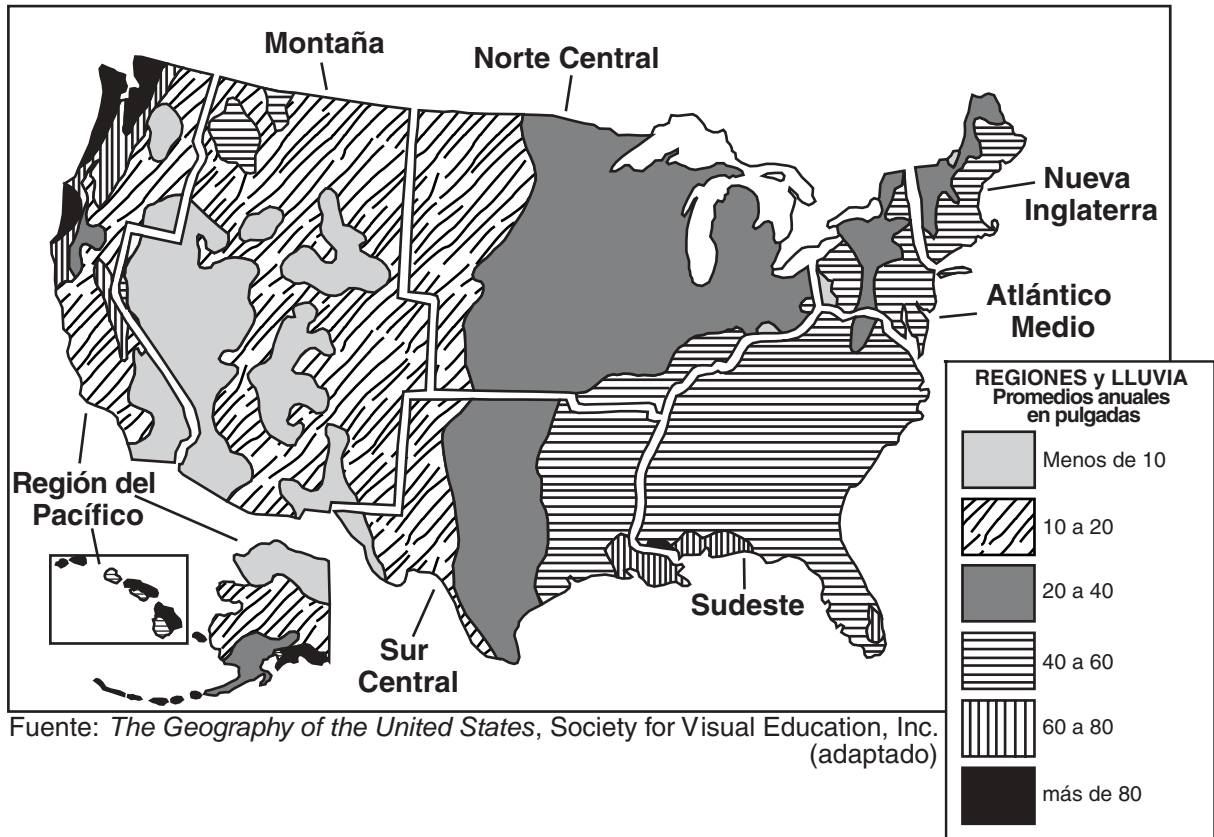 Montaña
Norte Central
Nueva
Inglaterra
Atlántico
Medio
Región del
Pacífico
Sur
Central
Sudeste
REGIONES y LLUVIA
Promedios anuales
en pulgadas
Menos de 10
10 a 20
20 a 40
40 a 60
60 a 80
más de 80
Fuente: The Geography of the United States, Society for Visual Education, Inc.
(adaptado)